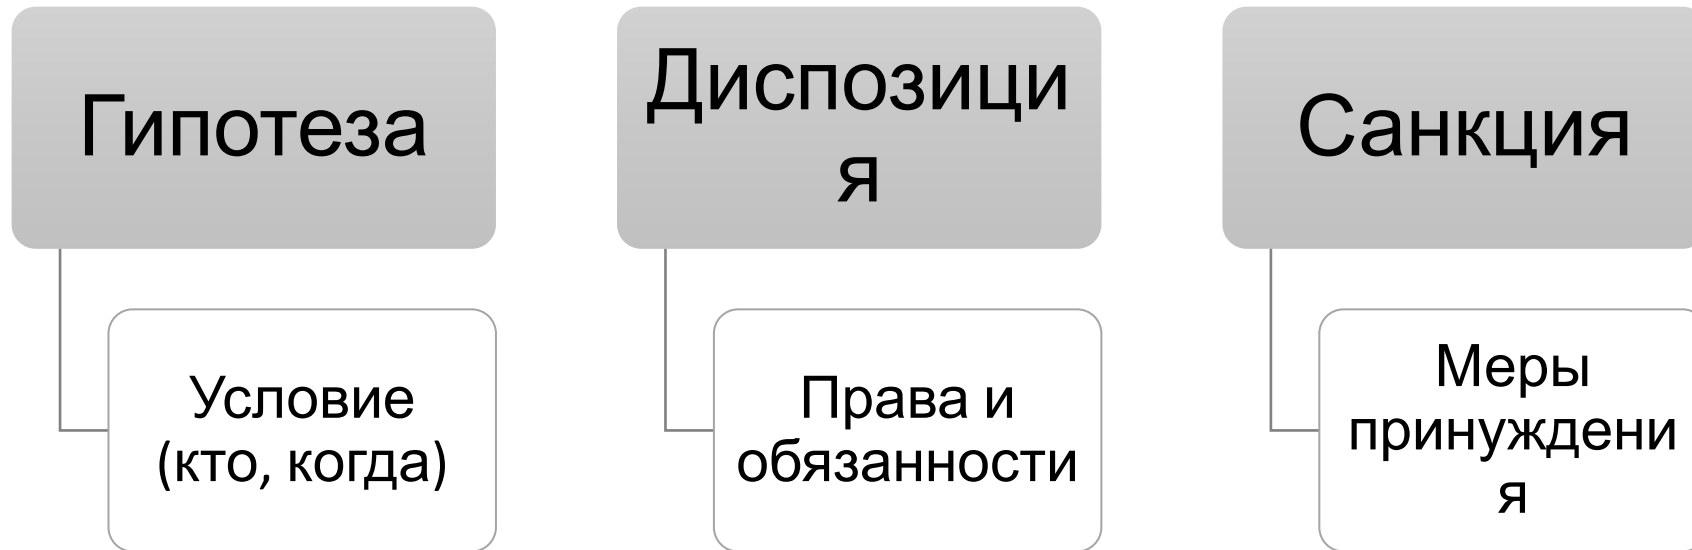 Гипотеза
Условие
(кто, когда)
Диспозици
я
Права и
обязанности
Санкция
Меры
принуждени
я